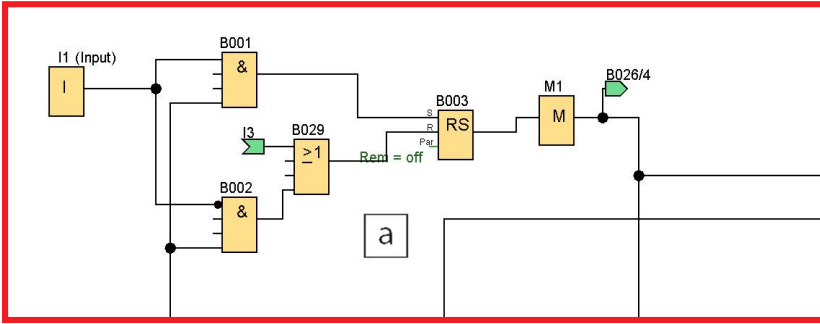 I1 (Input)
I
B001
&
I3
B029
≥1
B002
&
B003
S
R
Par
RS
Rem = off
M1
M
B026/4
a